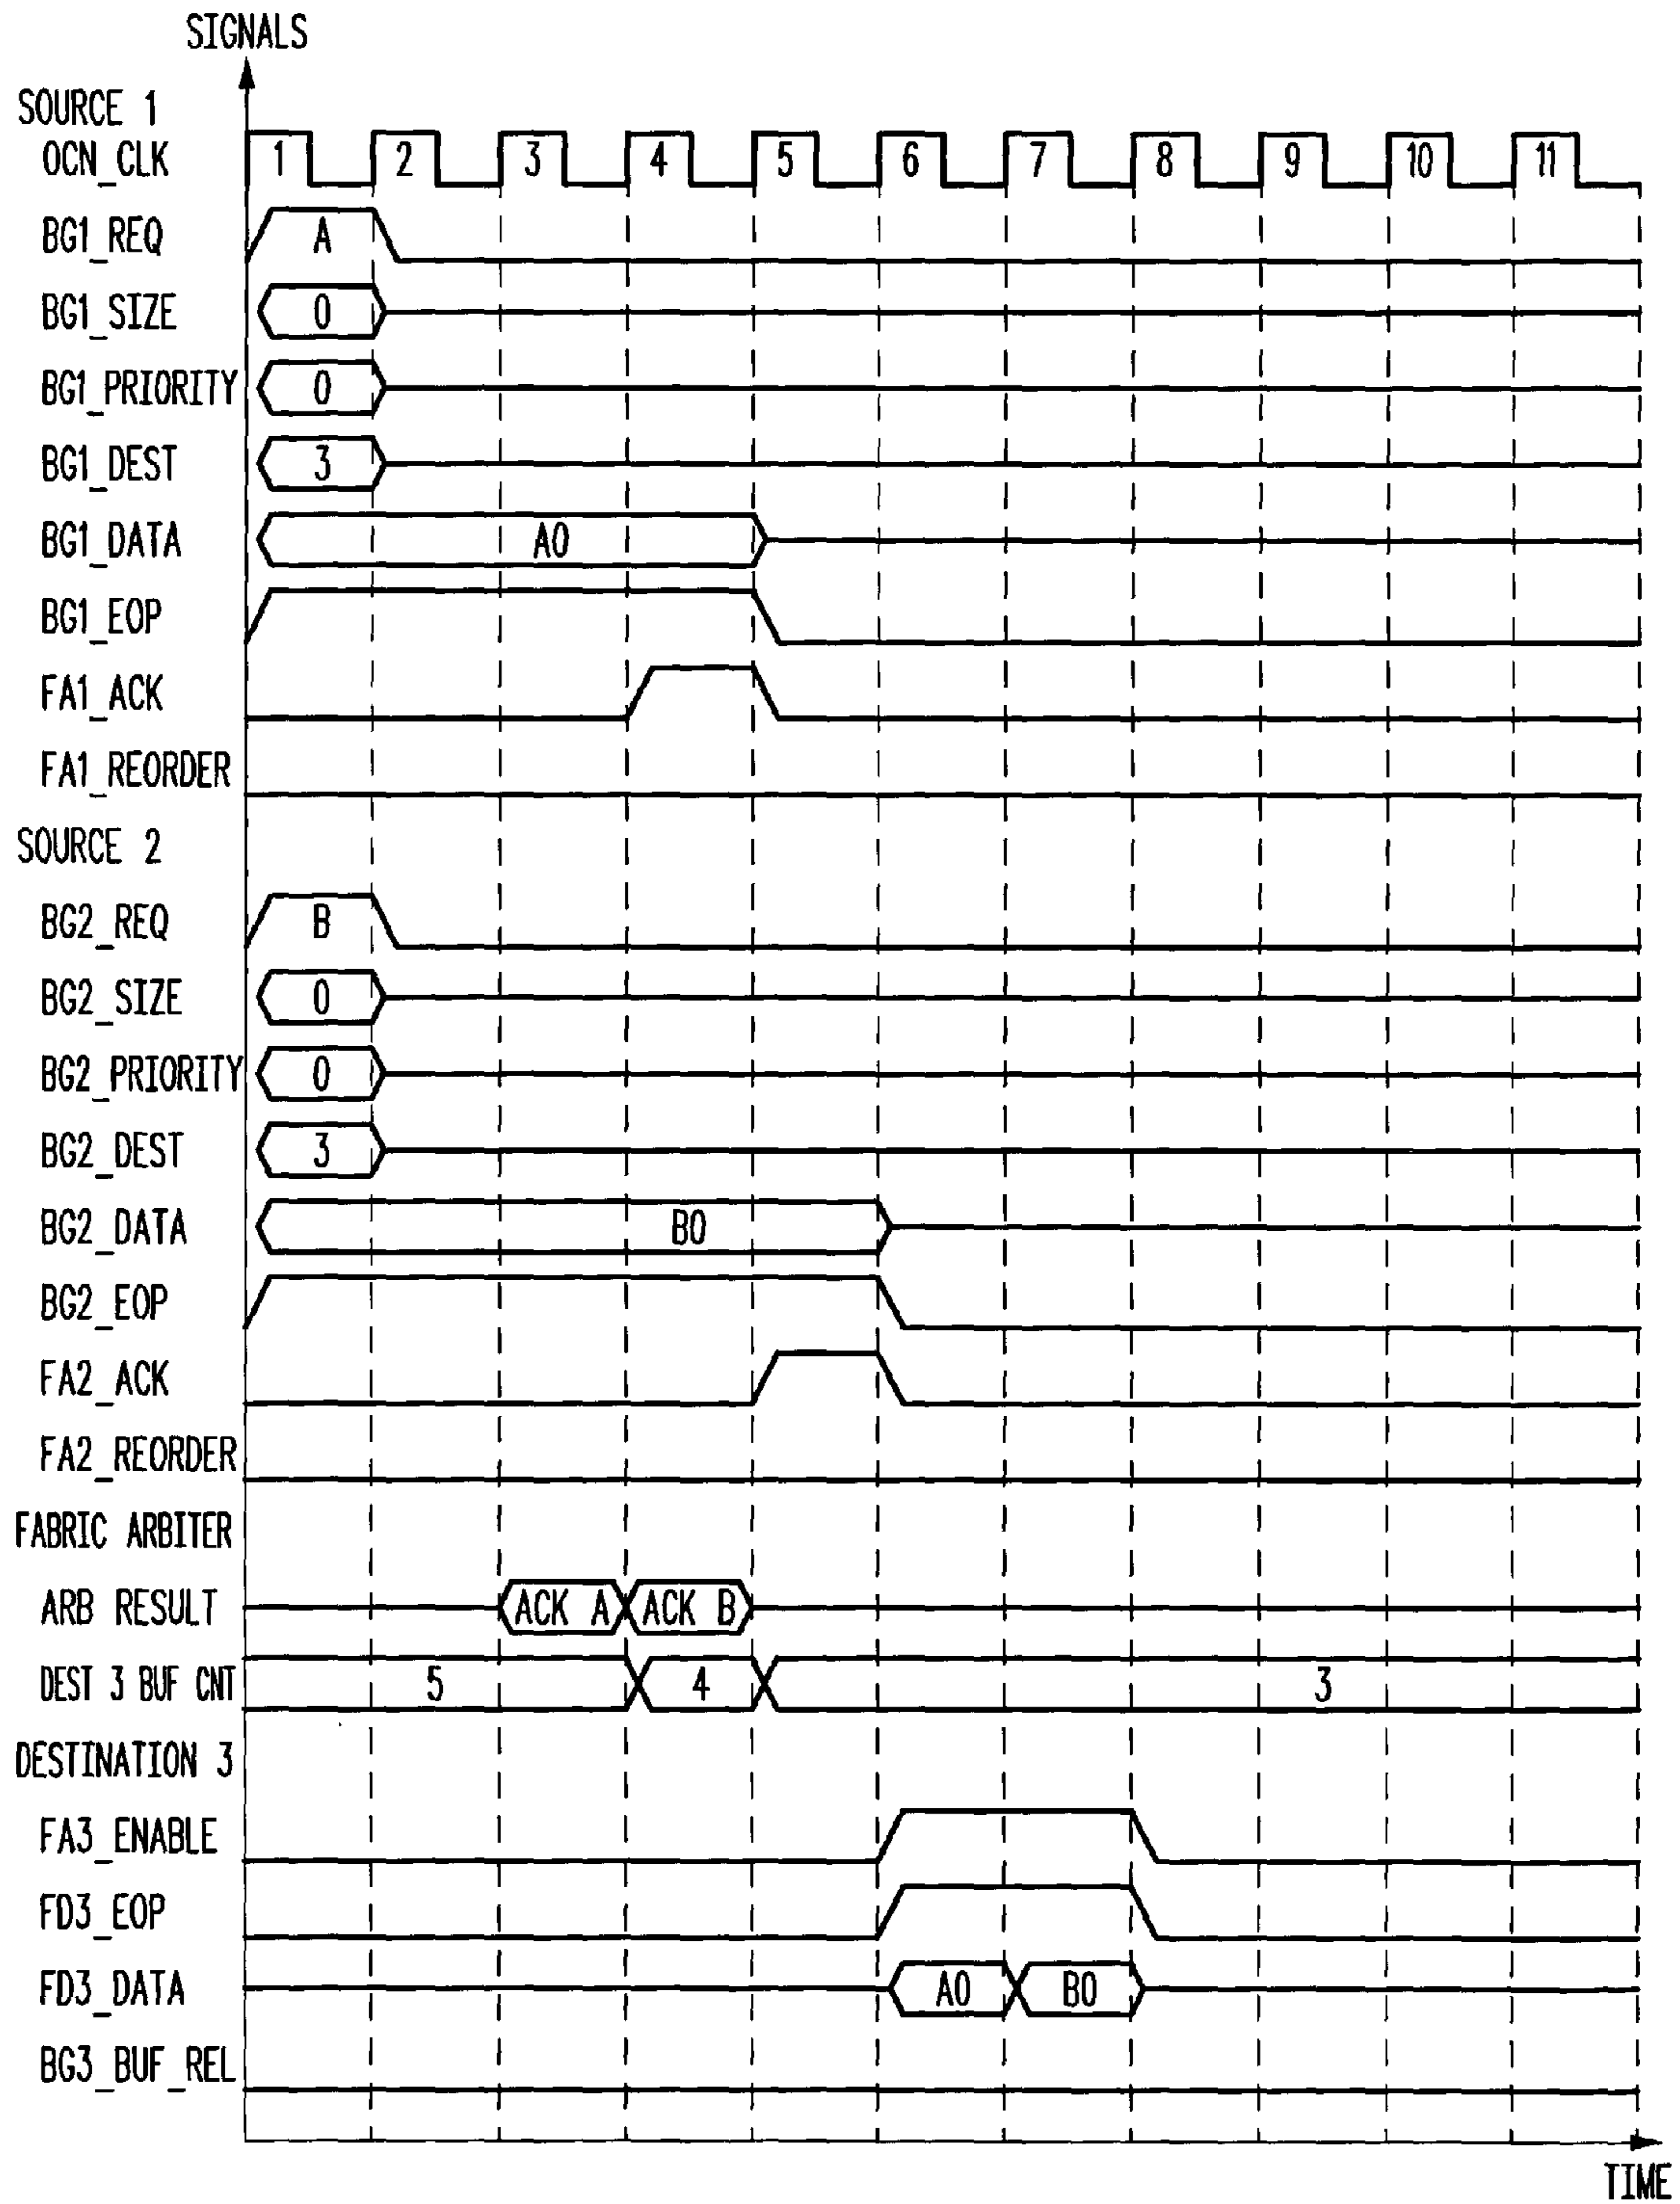 SIGNALS
SOURCE 1
OCN_CLK 1 2 3 4 5 6 7 8 9 10 11
BG1_REQ A
BG1_SIZE 0
BG1_PRIORITY 0
BG1_DEST 3
BG1_DATA A0
BG1_EOP
FA1_ACK
FA1_REORDER
SOURCE 2
BG2_REQ B
BG2_SIZE 0
BG2_PRIORITY 0
BG2_DEST 3
BG2_DATA B0
BG2_EOP
FA2_ACK
FA2_REORDER
FABRIC ARBITER
ARB RESULT ACK A ACK B
DEST 3 BUF CNT 5 4 3
DESTINATION 3
FA3_ENABLE
FD3_EOP
FD3_DATA A0 B0
BG3_BUF_REL
TIME